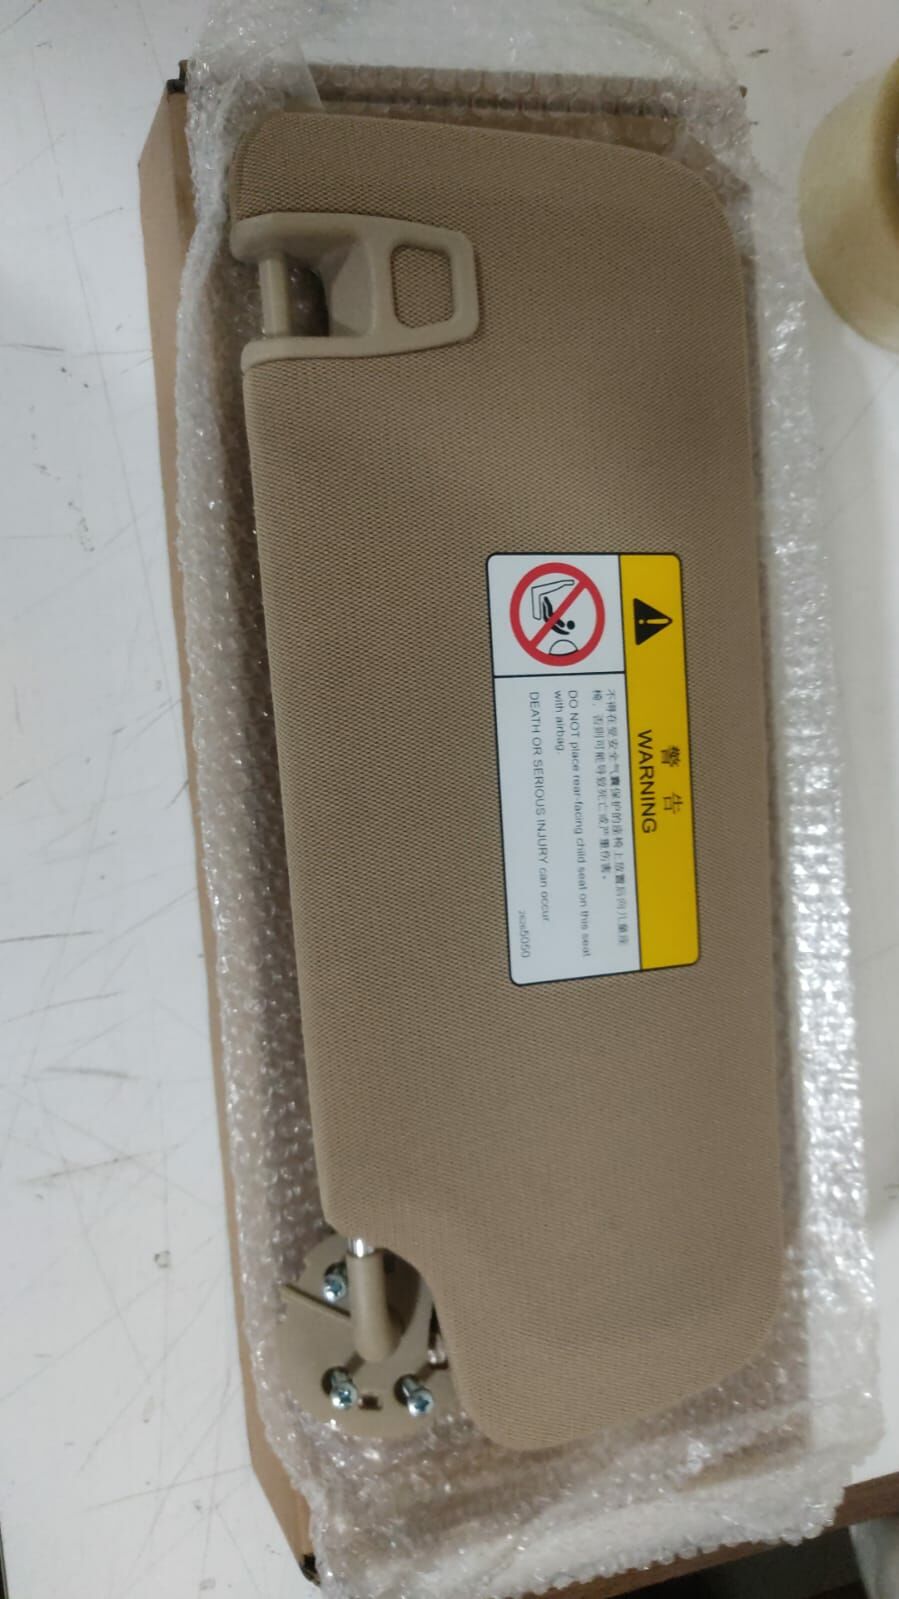 警 告
WARNING
不得在受安全气囊保护的座椅上放置后向儿童座
椅，否则可能导致死亡或严重伤害。
DO NOT place rear-facing child seat on this seat
with airbag
DEATH OR SERIOUS INJURY can occur
26265050